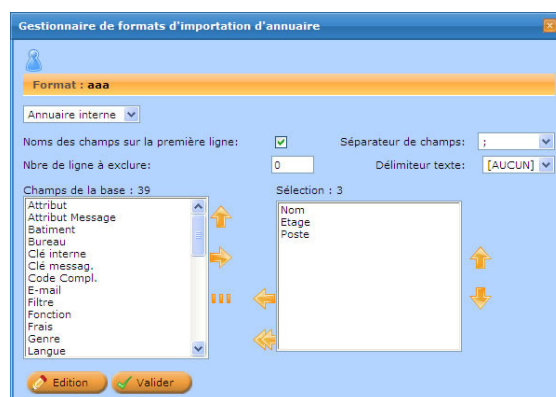 Gestionnaire de formats d'importation d'annuaire
Format : aaa
Annuaire interne
Noms des champs sur la première ligne:
Séparateur de champs: ;
Nbre de ligne à exclure: 0
Délimiteur texte: [AUCUN]
Champs de la base : 39
Sélection : 3
Attribut
Attribut Message
Batiment
Bureau
Clé interne
Clé messag.
Code Compl.
E-mail
Filtre
Fonction
Frais
Genre
Langue
Nom
Etage
Poste
Edition
Valider